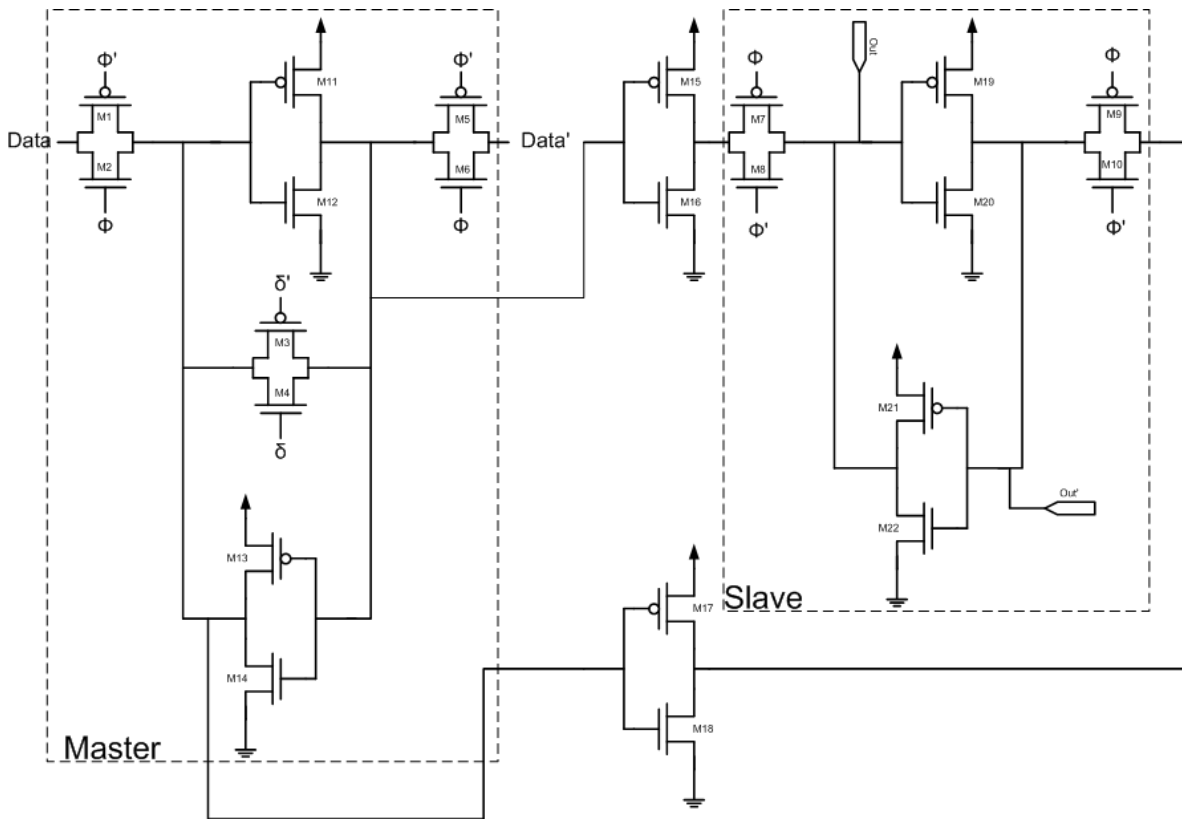 Φ'
M1
Data
M2
Φ
M11
M12
Φ'
M5
Data'
M6
Φ
δ'
M3
M4
δ
M13
M14
Master
M15
M16
M17
M18
Φ
M7
M8
Φ'
Out
M19
M20
Φ
M9
M10
Φ'
M21
M22
Out'
Slave